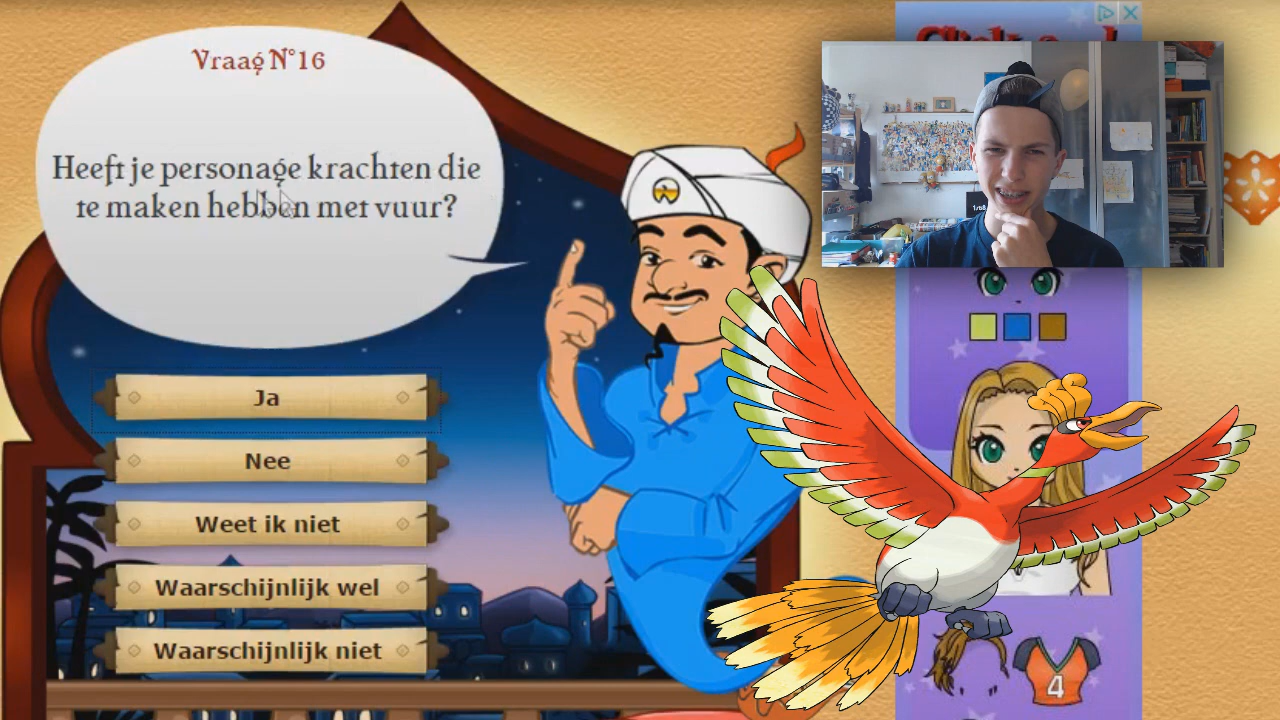 Vraag N°16
Heeft je personage krachten die
te maken hebben met vuur?
Ja
Nee
Weet ik niet
Waarschijnlijk wel
Waarschijnlijk niet
4